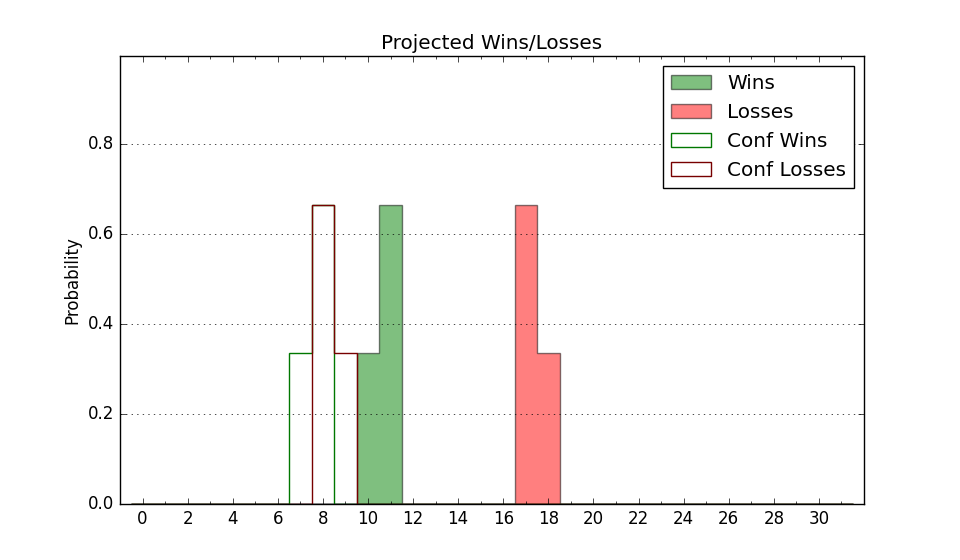 Projected Wins/Losses
Wins
Losses
Conf Wins
Conf Losses
Probability
0.8
0.6
0.4
0.2
0.0
0 2 4 6 8 10 12 14 16 18 20 22 24 26 28 30